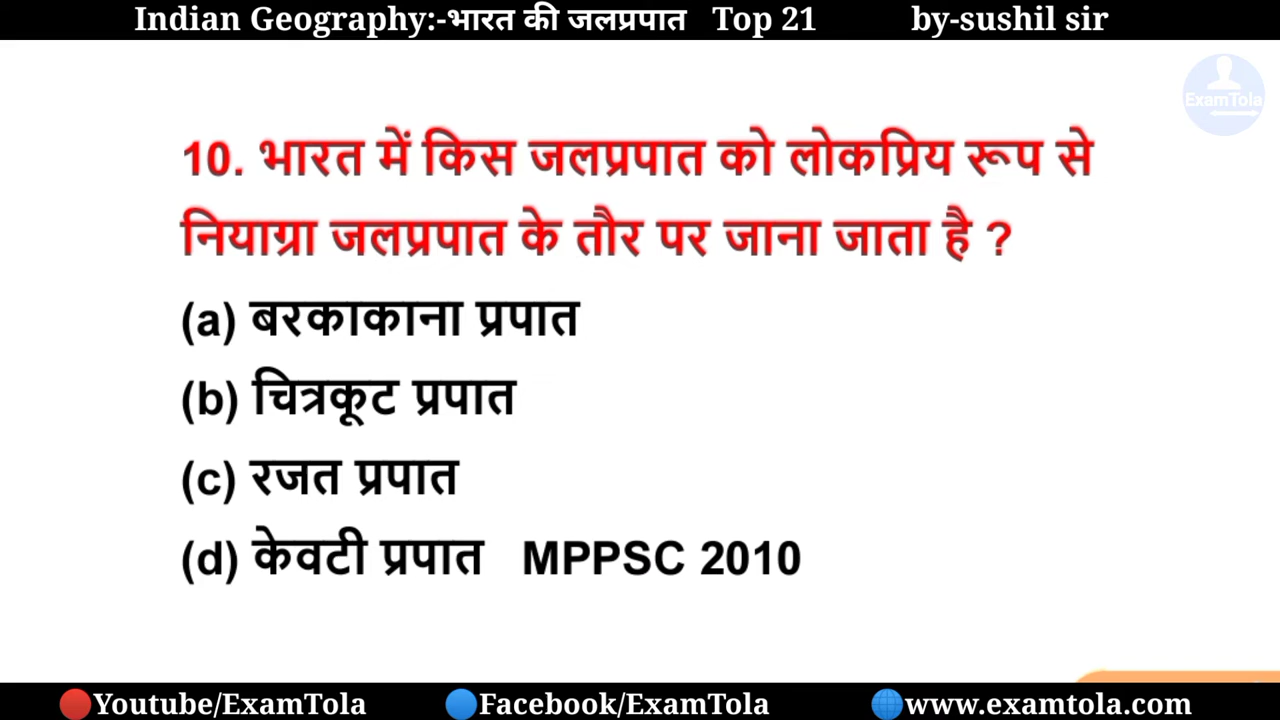 Indian Geography:-भारत की जलप्रपात Top 21 by-sushil sir
ExamTola
10. भारत में किस जलप्रपात को लोकप्रिय रूप से
नियाग्रा जलप्रपात के तौर पर जाना जाता है ?
(a) बरकाकाना प्रपात
(b) चित्रकूट प्रपात
(c) रजत प्रपात
(d) केवटी प्रपात MPPSC 2010
Youtube/ExamTola Facebook/ExamTola www.examtola.com